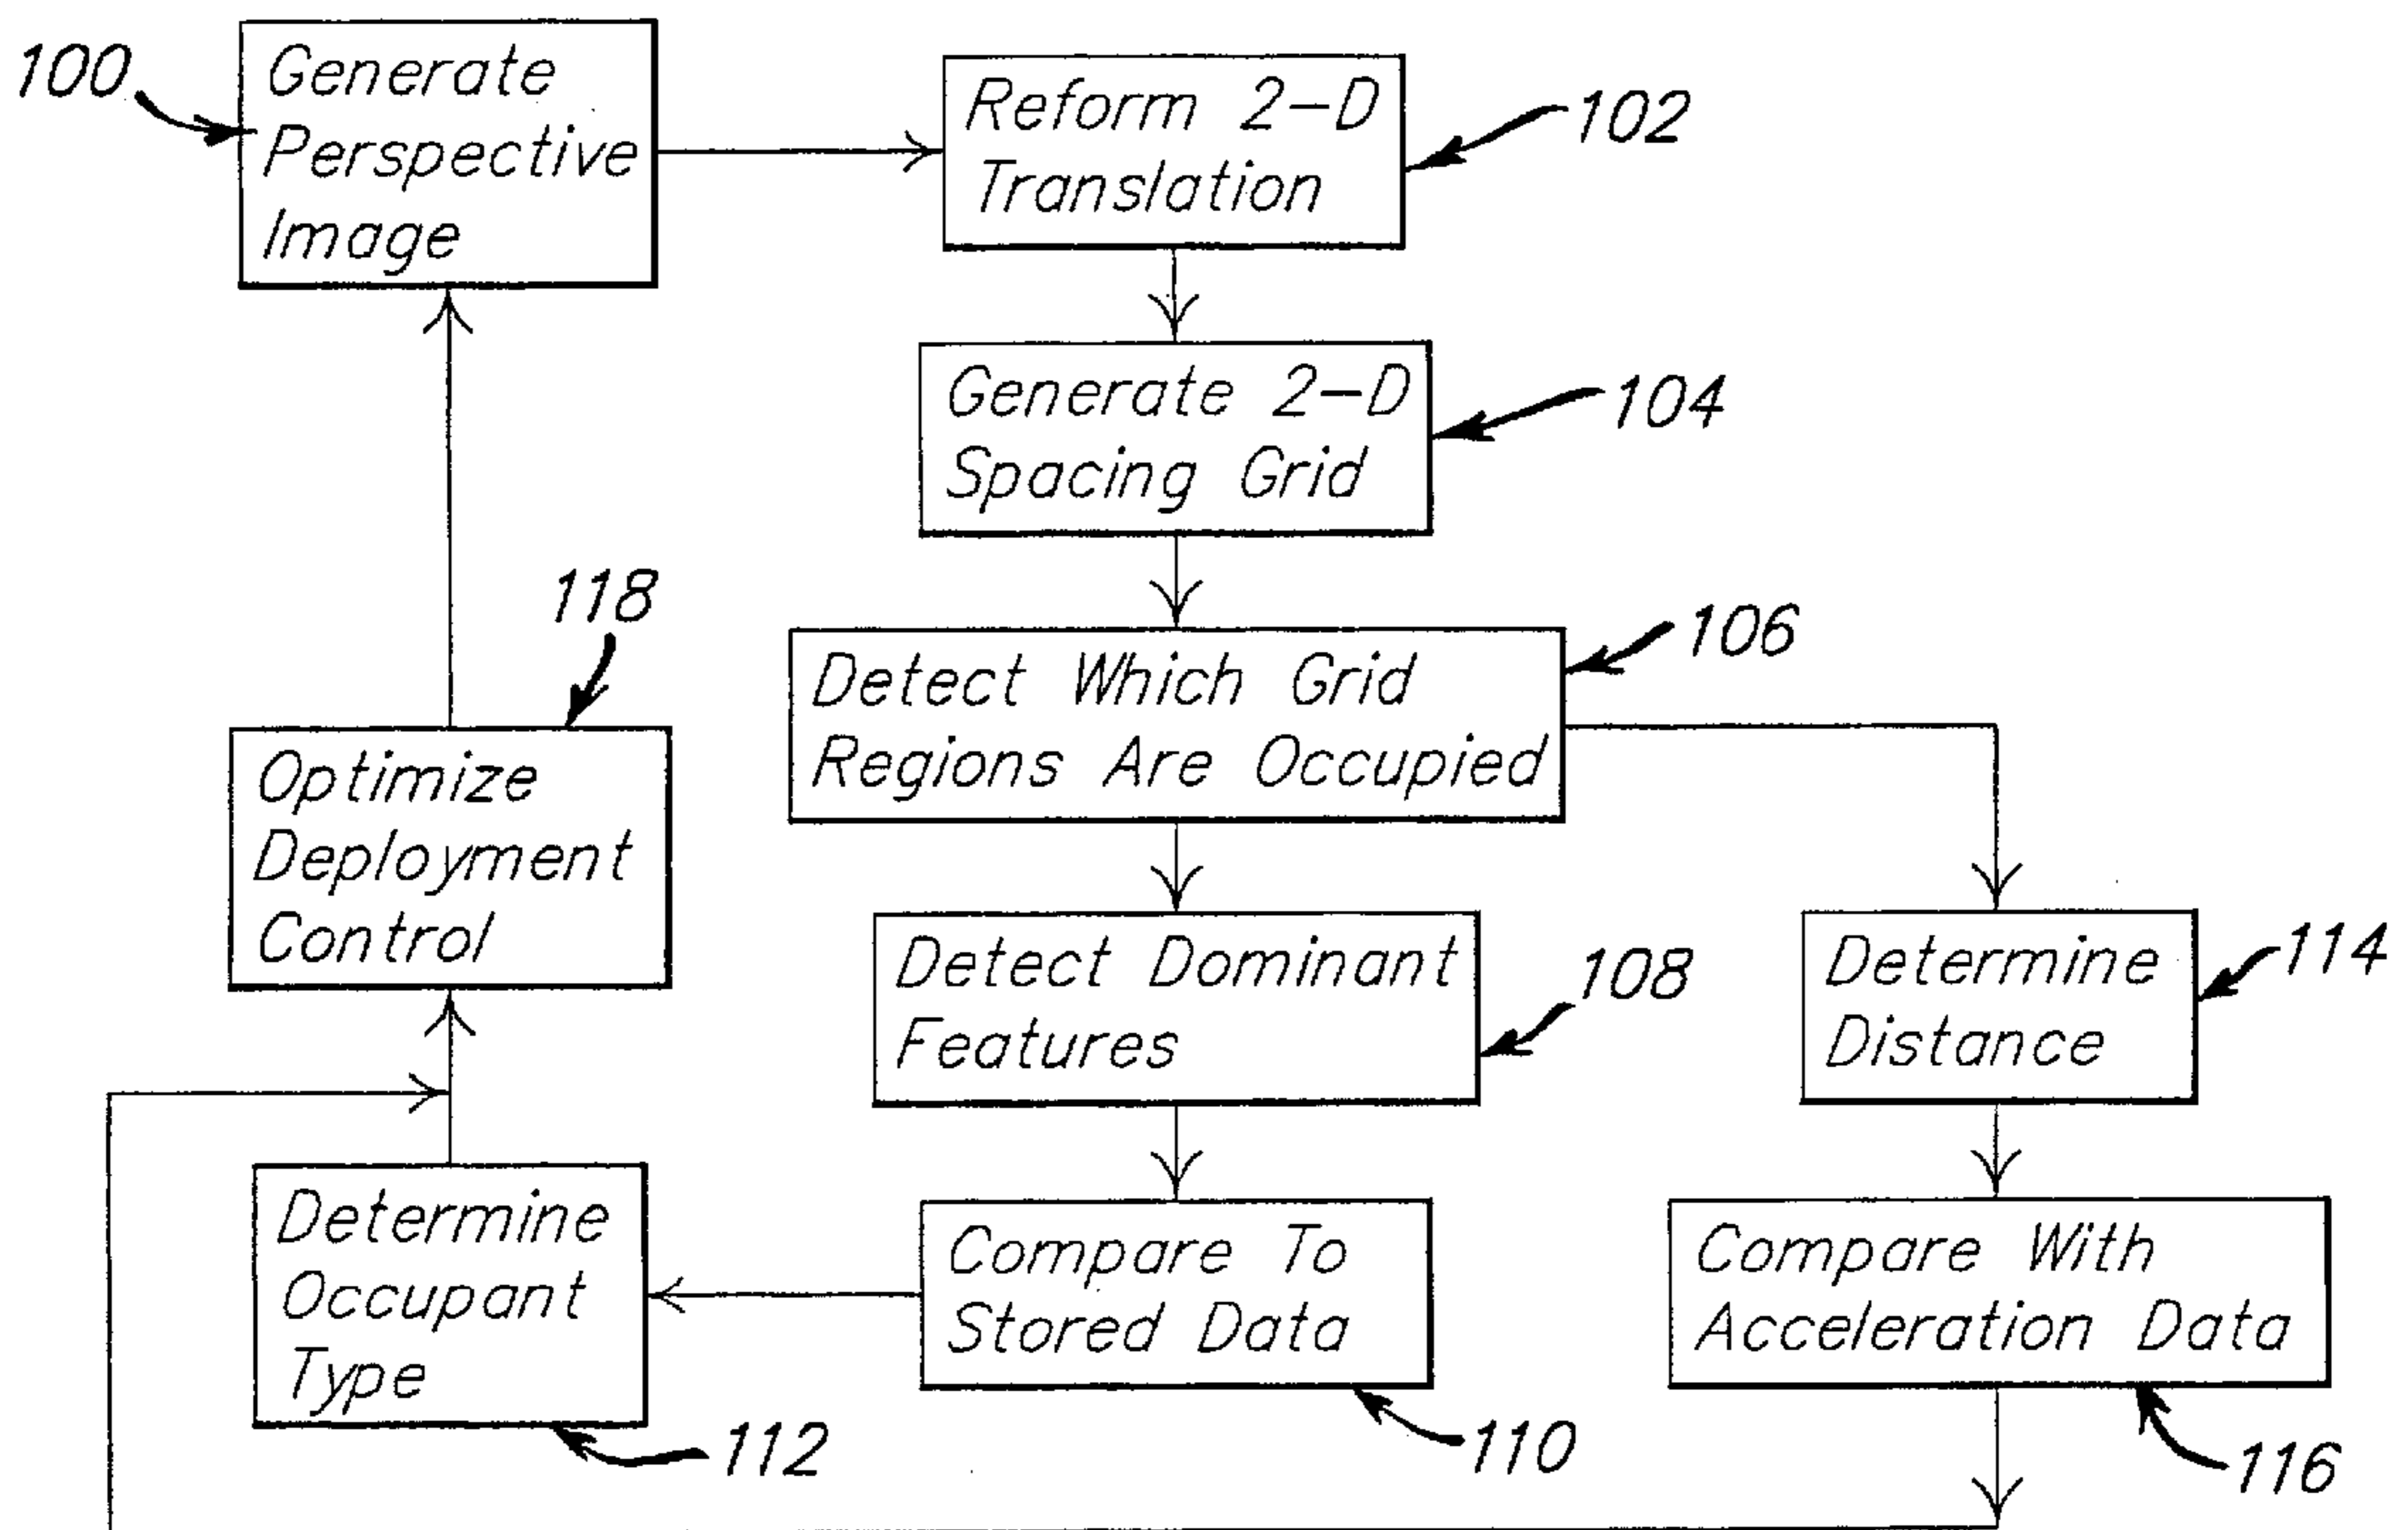 100
Generate
Perspective
Image
Reform 2-D
Translation
102
Generate 2-D
Spacing Grid
104
118
Detect Which Grid
Regions Are Occupied
106
Optimize
Deployment
Control
Detect Dominant
Features
108
Determine
Distance
114
Determine
Occupant
Type
112
Compare To
Stored Data
110
Compare With
Acceleration Data
116